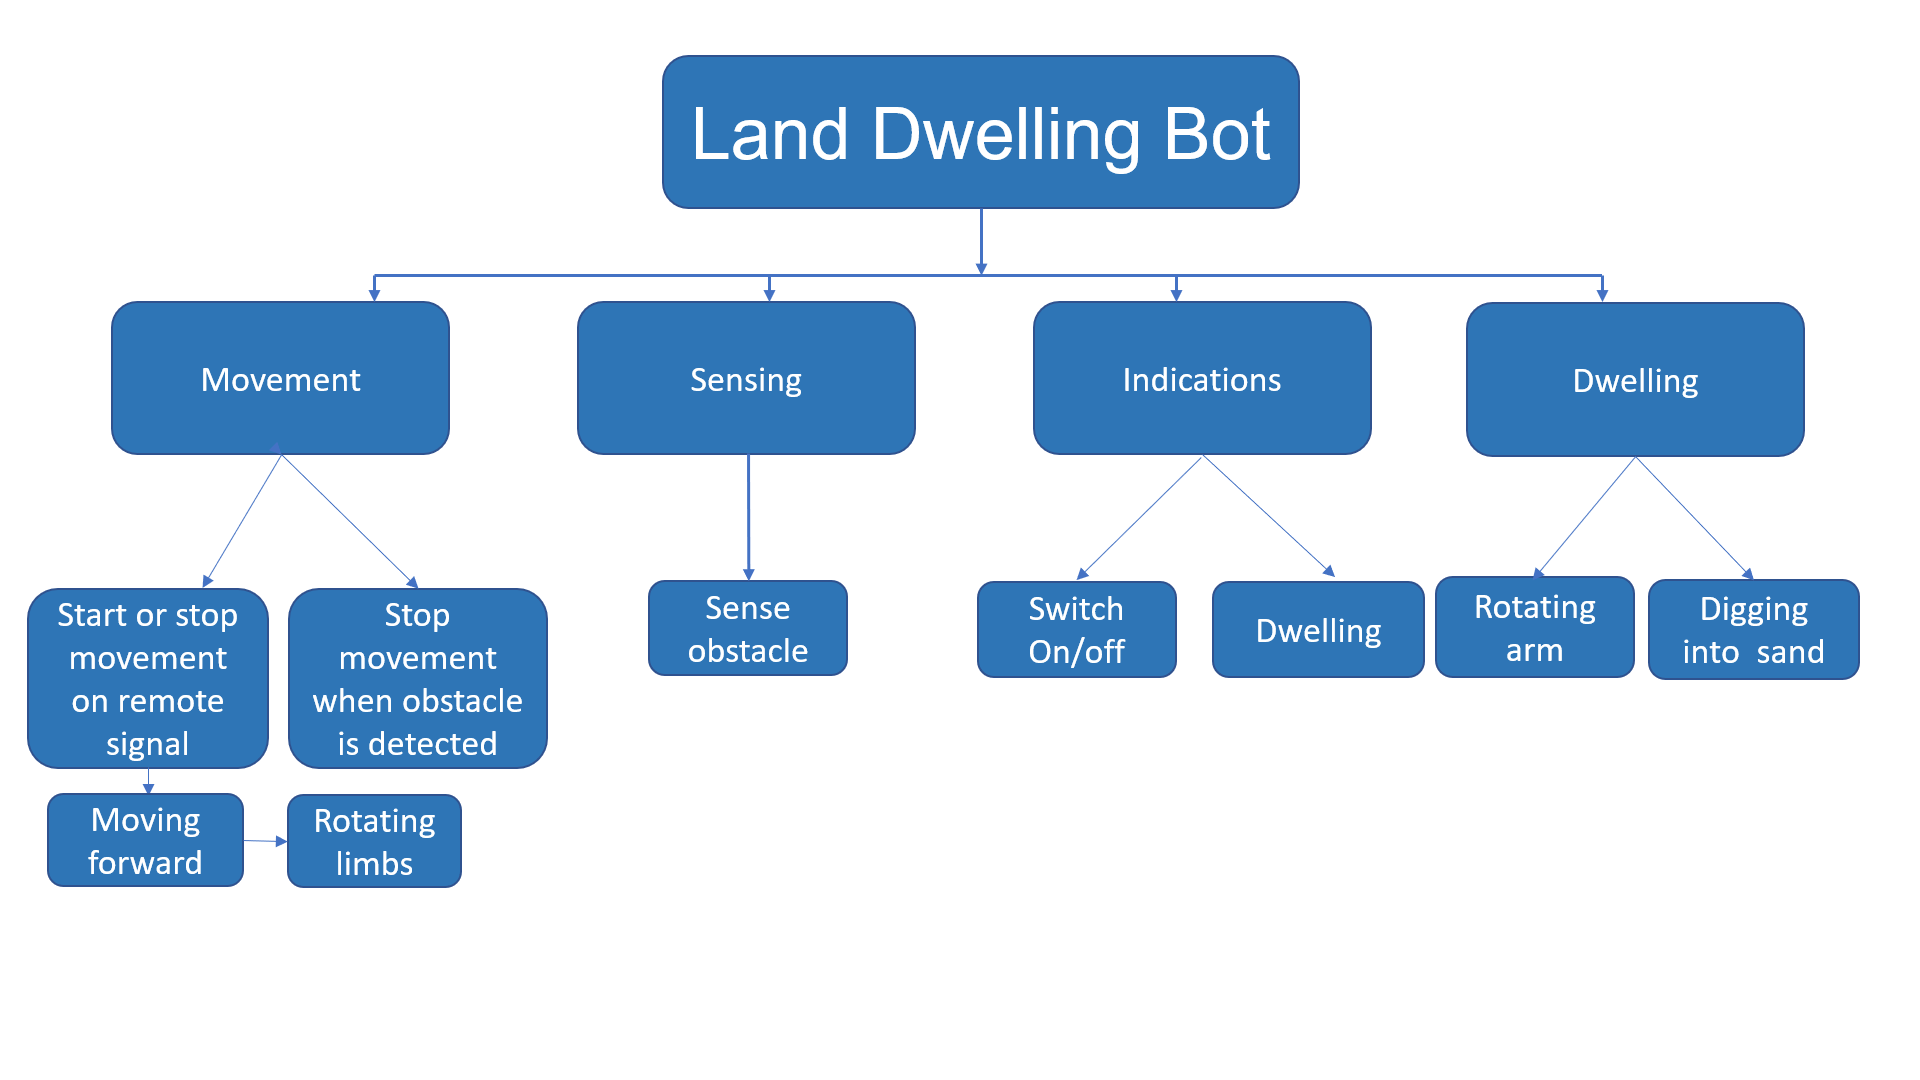 Land Dwelling Bot
Movement
Sensing
Indications
Dwelling
Start or stop
movement
on remote
signal
Stop
movement
when obstacle
is detected
Sense
obstacle
Switch
On/off
Dwelling
Rotating
arm
Digging
into  sand
Moving
forward
Rotating
limbs